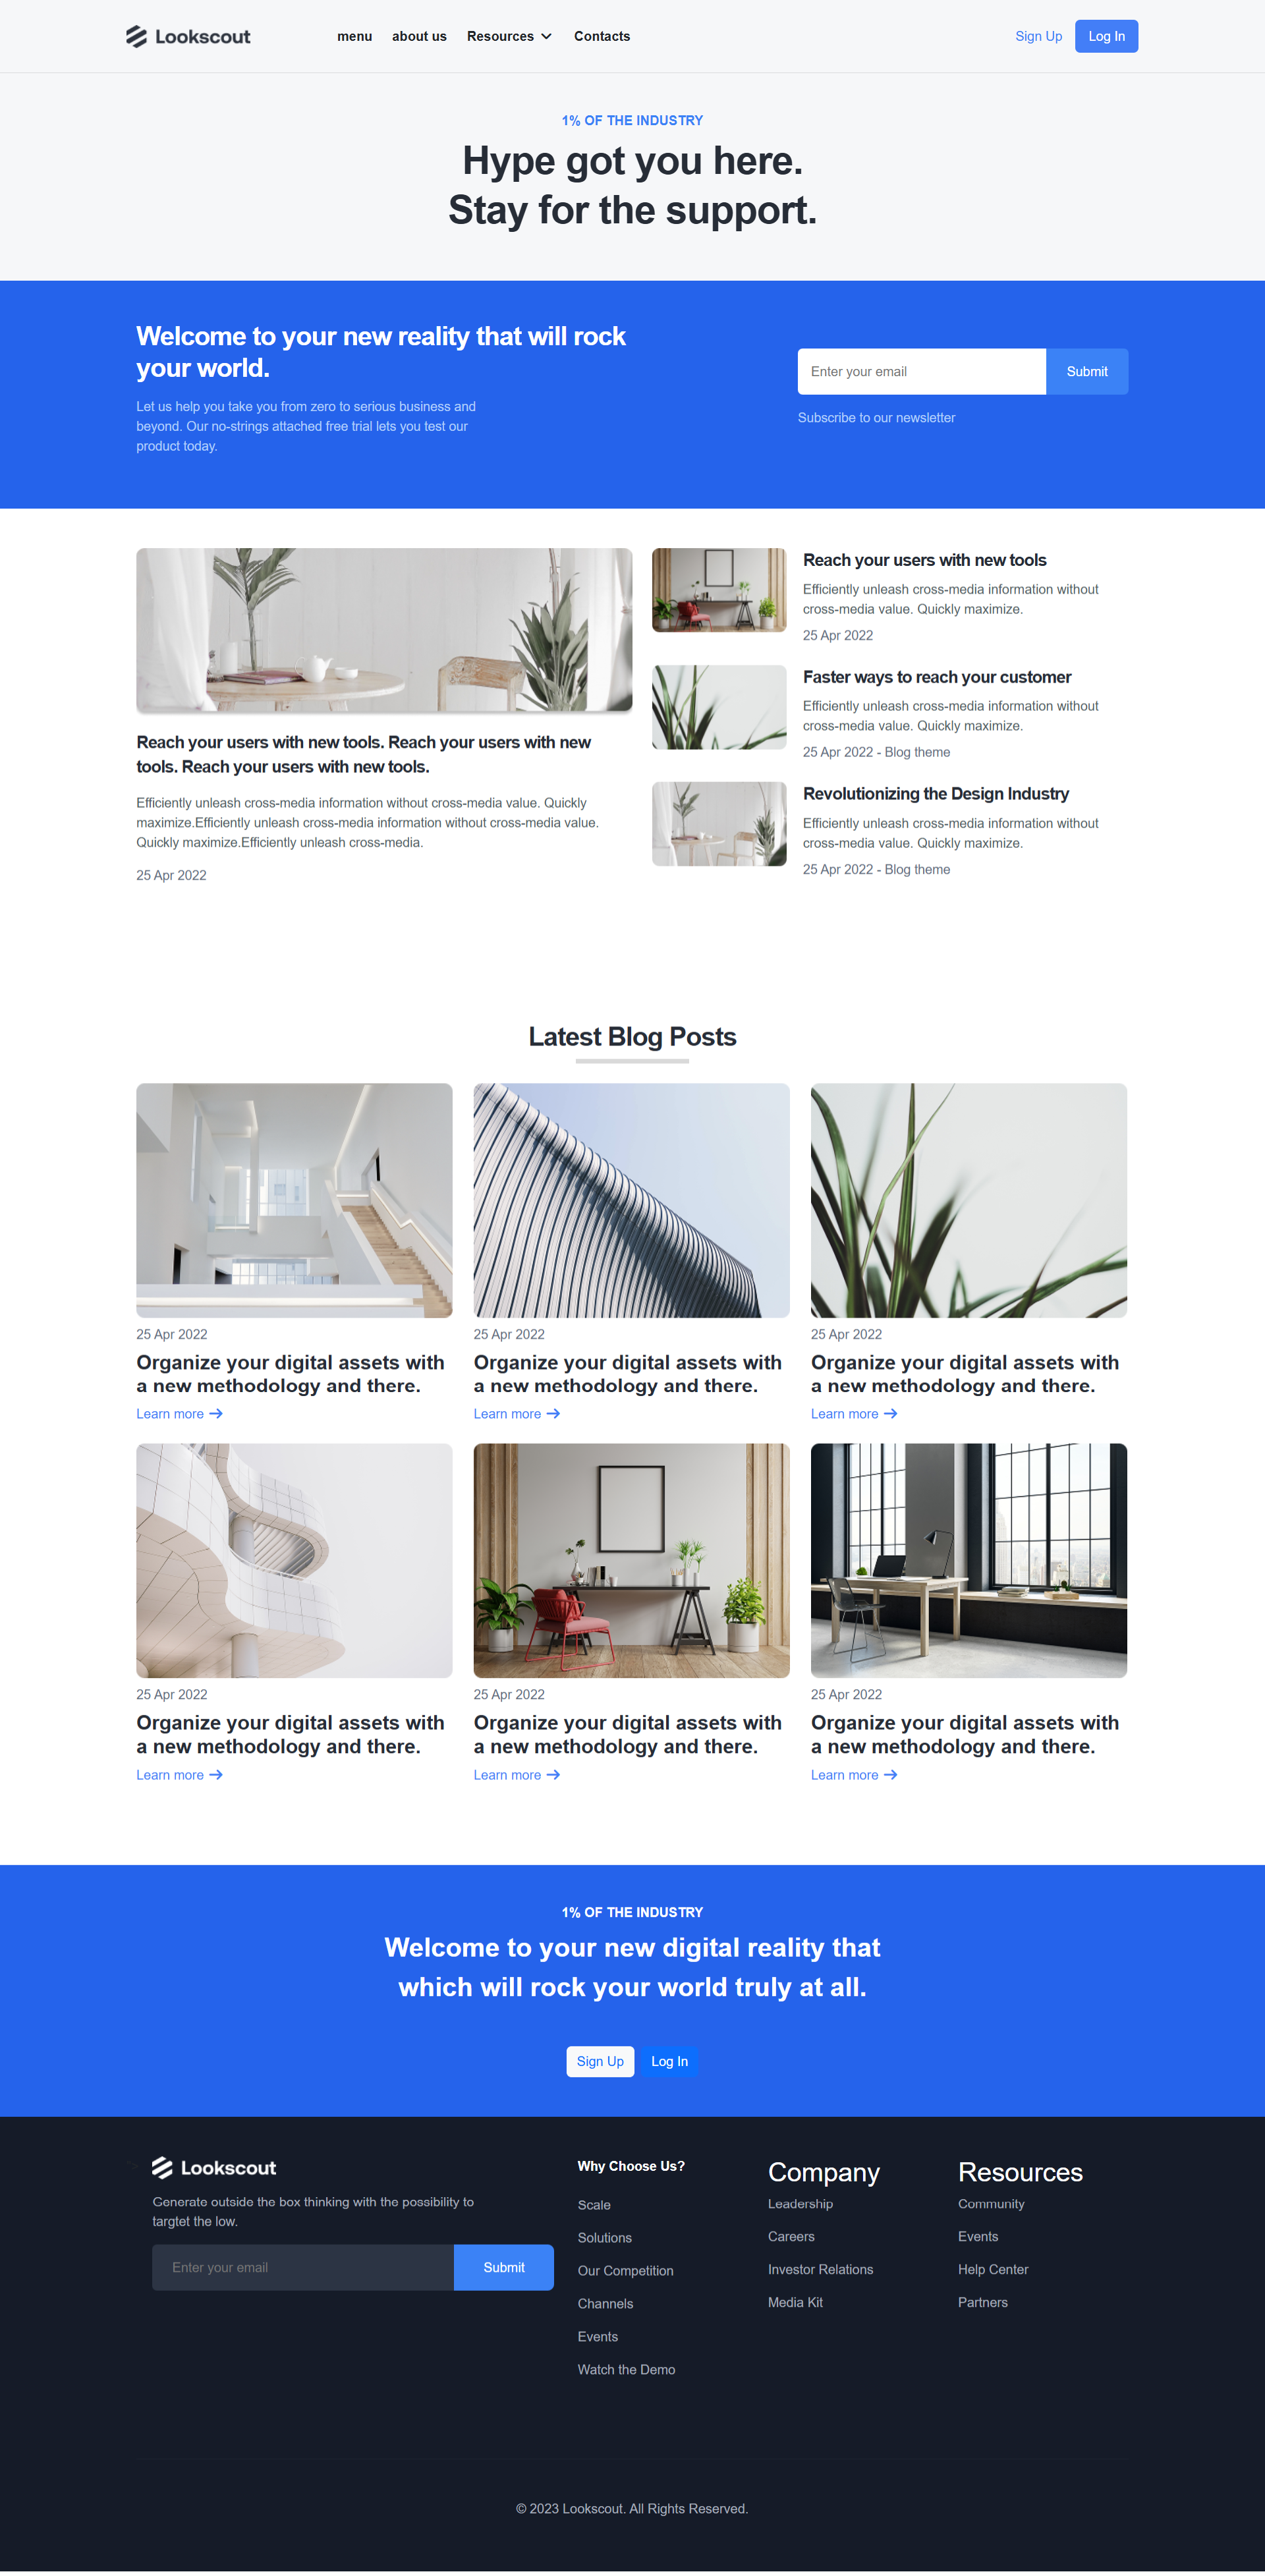 Lookscout
menu
about us
Resources
Contacts
Sign Up
Log In
1% OF THE INDUSTRY
Hype got you here.
Stay for the support.
Welcome to your new reality that will rock
your world.
Let us help you take you from zero to serious business and
beyond. Our no-strings attached free trial lets you test our
product today.
Enter your email
Submit
Subscribe to our newsletter
Reach your users with new tools. Reach your users with new
tools. Reach your users with new tools.
Efficiently unleash cross-media information without cross-media value. Quickly
maximize.Efficiently unleash cross-media information without cross-media value.
Quickly maximize.Efficiently unleash cross-media.
25 Apr 2022
Reach your users with new tools
Efficiently unleash cross-media information without
cross-media value. Quickly maximize.
25 Apr 2022
Faster ways to reach your customer
Efficiently unleash cross-media information without
cross-media value. Quickly maximize.
25 Apr 2022 - Blog theme
Revolutionizing the Design Industry
Efficiently unleash cross-media information without
cross-media value. Quickly maximize.
25 Apr 2022 - Blog theme
Latest Blog Posts
25 Apr 2022
Organize your digital assets with
a new methodology and there.
Learn more
25 Apr 2022
Organize your digital assets with
a new methodology and there.
Learn more
25 Apr 2022
Organize your digital assets with
a new methodology and there.
Learn more
25 Apr 2022
Organize your digital assets with
a new methodology and there.
Learn more
25 Apr 2022
Organize your digital assets with
a new methodology and there.
Learn more
25 Apr 2022
Organize your digital assets with
a new methodology and there.
Learn more
1% OF THE INDUSTRY
Welcome to your new digital reality that
which will rock your world truly at all.
Sign Up
Log In
Lookscout
Generate outside the box thinking with the possibility to
targtet the low.
Enter your email
Submit
Why Choose Us?
Scale
Solutions
Our Competition
Channels
Events
Watch the Demo
Company
Leadership
Careers
Investor Relations
Media Kit
Resources
Community
Events
Help Center
Partners
© 2023 Lookscout. All Rights Reserved.